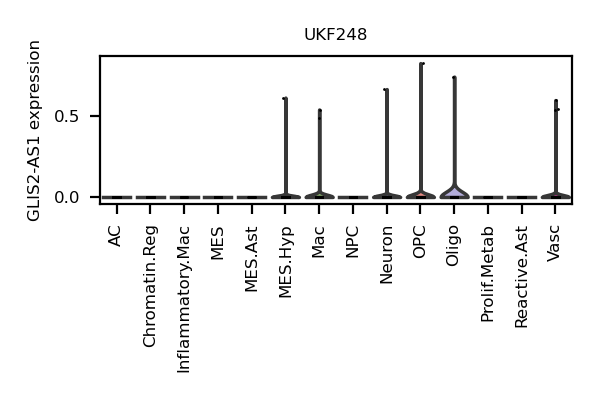 UKF248
GLIS2-AS1 expression
0.5
0.0
AC
Chromatin.Reg
Inflammatory.Mac
MES
MES.Ast
MES.Hyp
Mac
NPC
Neuron
OPC
Oligo
Prolif.Metab
Reactive.Ast
Vasc